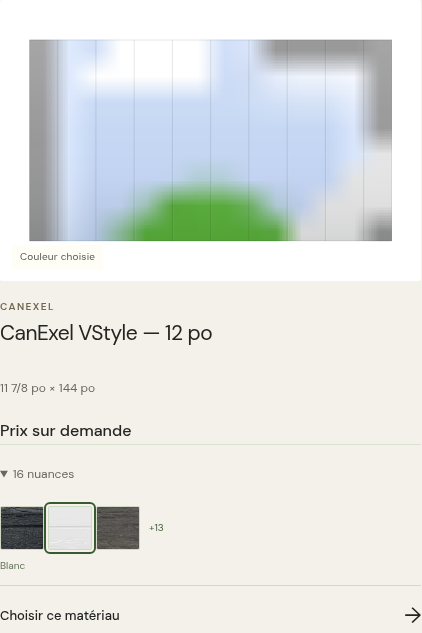 Couleur choisie
CANEXEL
CanExel VStyle — 12 po
11 7/8 po × 144 po
Prix sur demande
▼ 16 nuances
+13
Blanc
Choisir ce matériau →